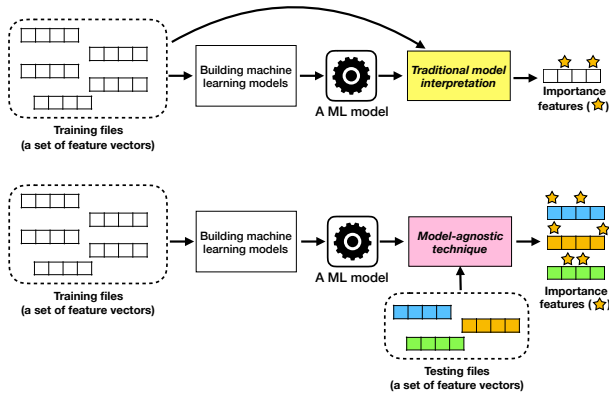 Training files
(a set of feature vectors)
Building machine
learning models
A ML model
Traditional model
interpretation
Importance
features (⭐)
Training files
(a set of feature vectors)
Building machine
learning models
A ML model
Model-agnostic
technique
Importance
features (⭐)
Testing files
(a set of feature vectors)